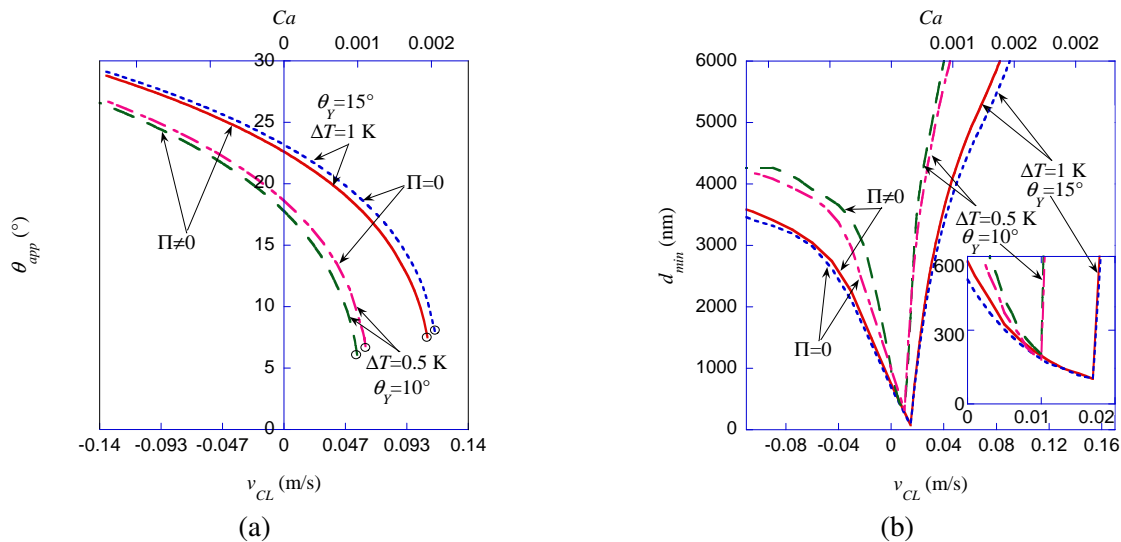 Ca
0 0.001 0.002
30
25
20
15
10
5
0
θapp (°)
θY=15°
ΔT=1 K
Π=0
Π≠0
ΔT=0.5 K
θY=10°
-0.14 -0.093 -0.047 0 0.047 0.093 0.14
vCL (m/s)
(a)
Ca
0.001 0.002 0.002
6000
5000
4000
3000
2000
1000
0
dmin (nm)
ΔT=1 K
θY=15°
Π≠0
ΔT=0.5 K
θY=10°
Π=0
600
300
0
0 0.01 0.02
-0.08 -0.04 0 0.04 0.08 0.12 0.16
vCL (m/s)
(b)